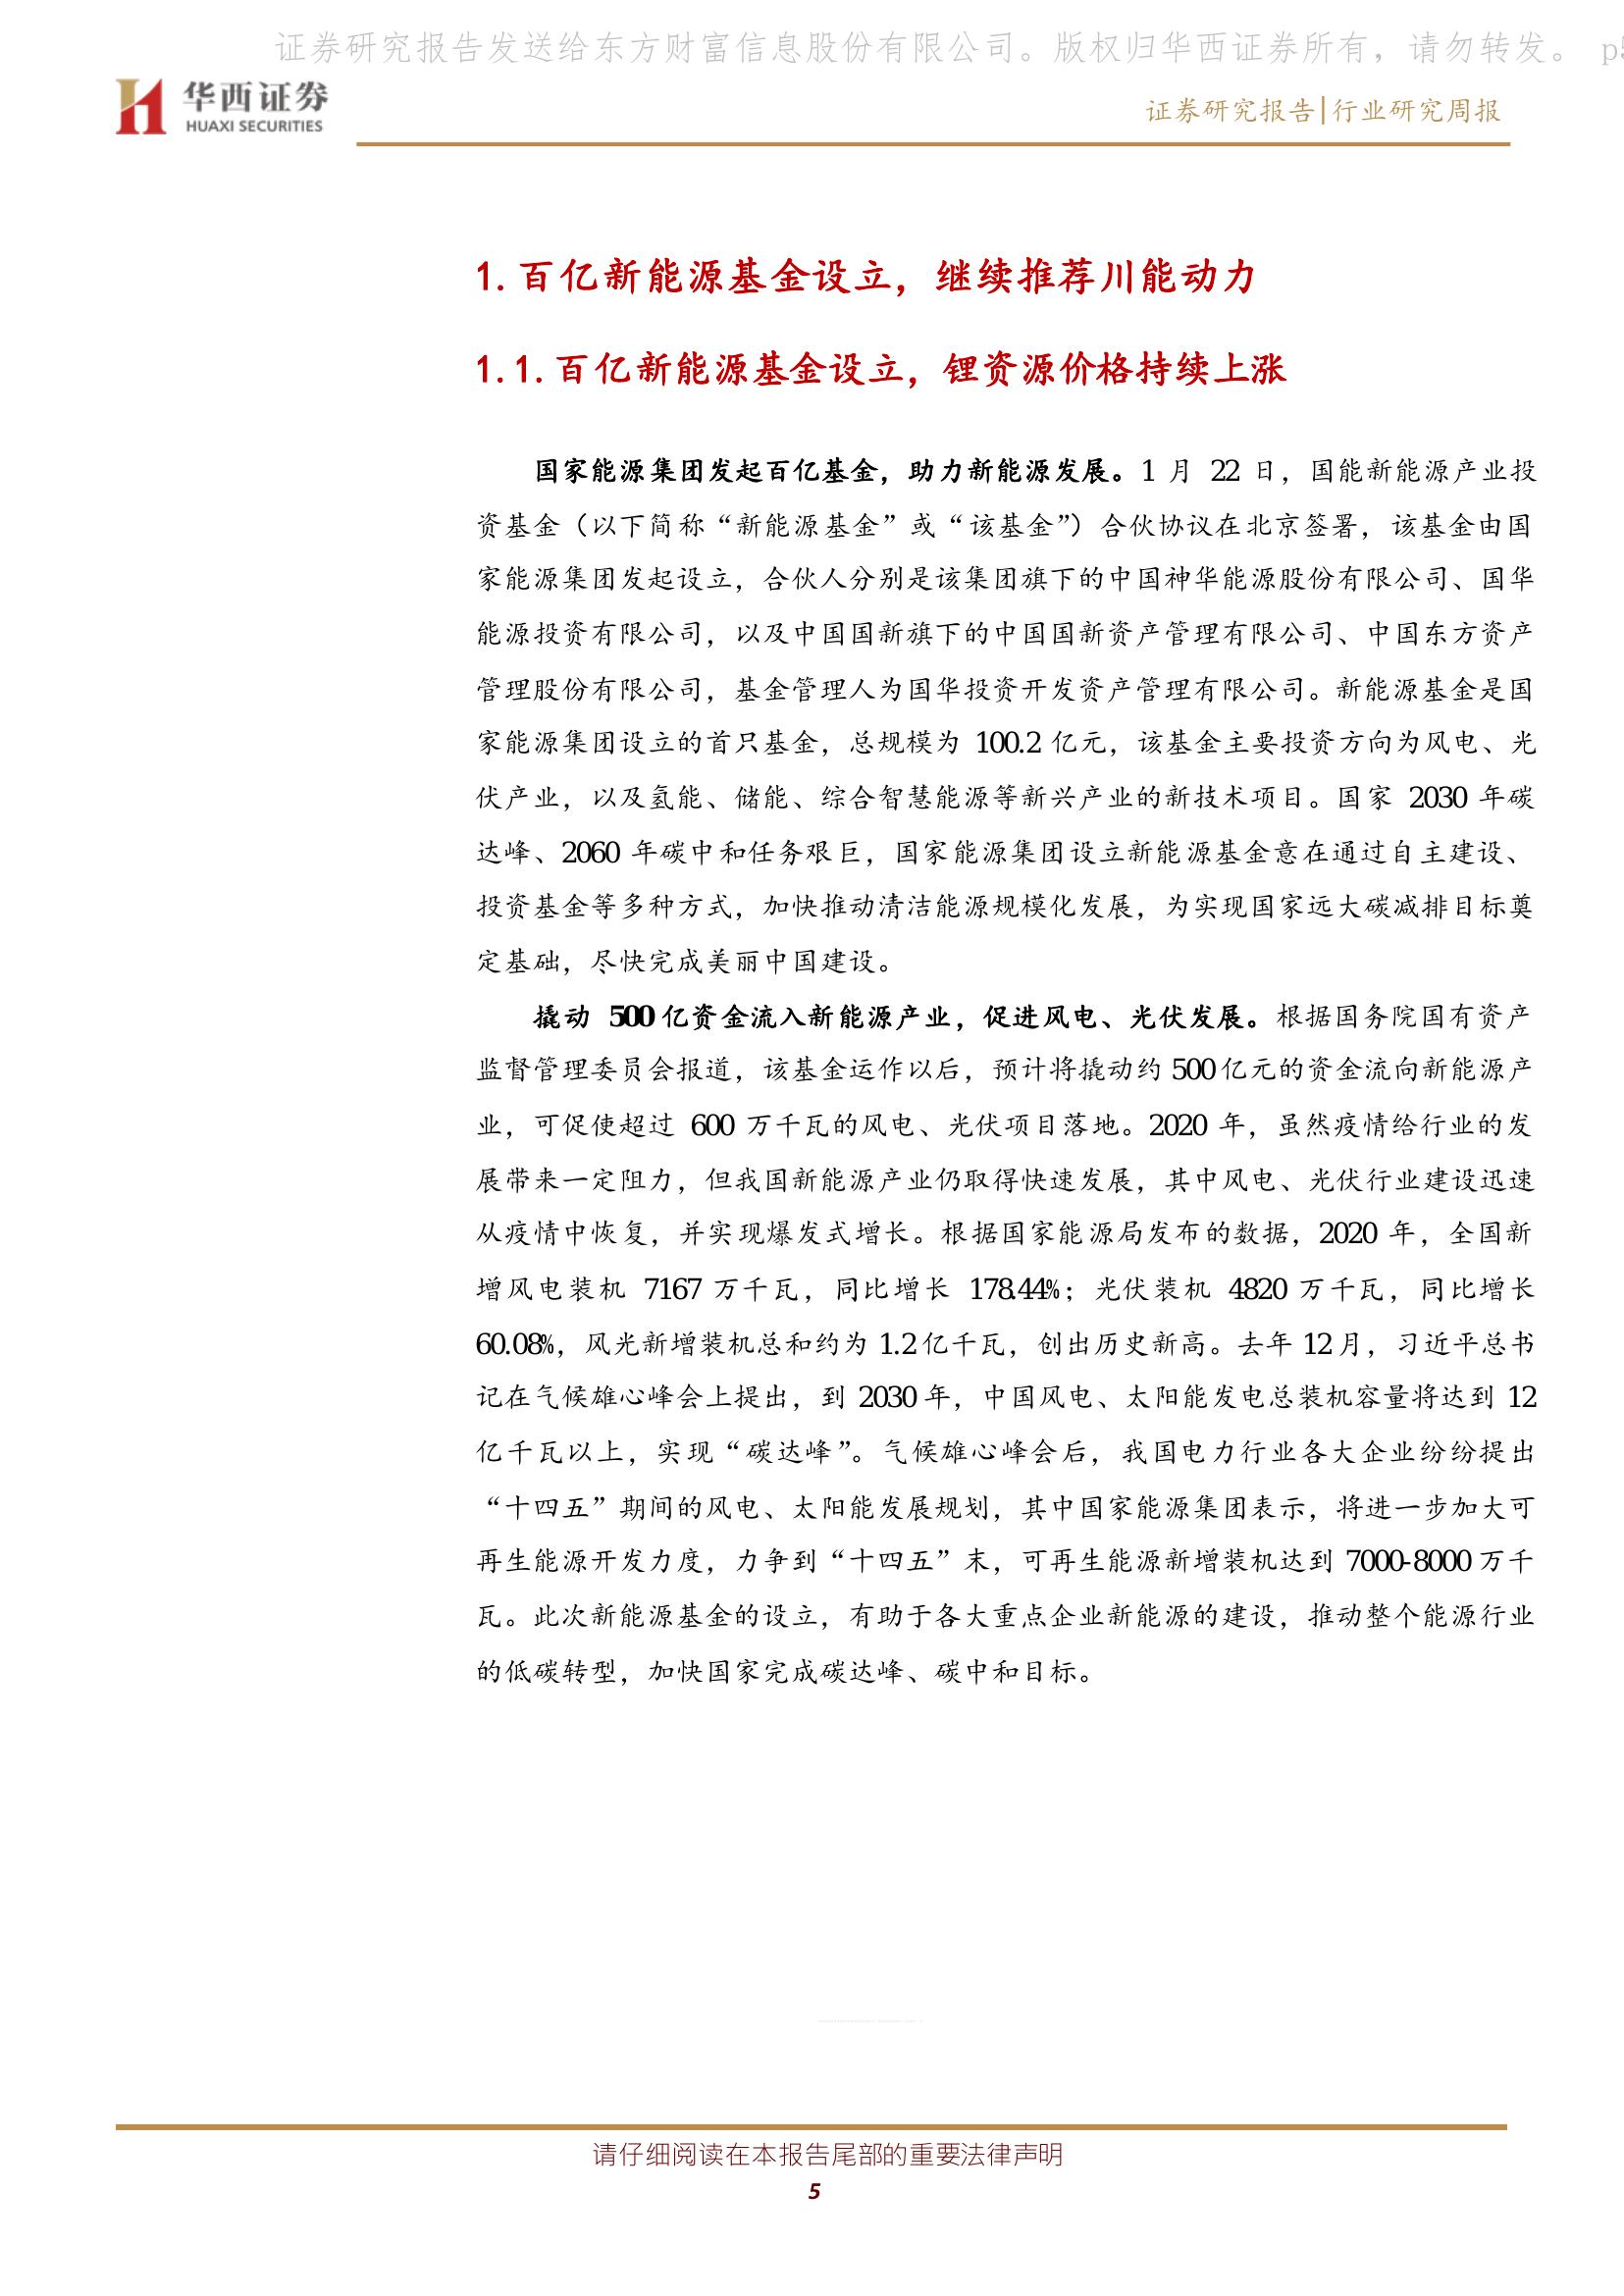 证券研究报告发送给东方财富信息股份有限公司。版权归华西证券所有，请勿转发。 p5
华西证券
HUAXI SECURITIES
证券研究报告|行业研究周报
1. 百亿新能源基金设立，继续推荐川能动力
1.1. 百亿新能源基金设立，锂资源价格持续上涨
国家能源集团发起百亿基金，助力新能源发展。1 月 22 日，国能新能源产业投
资基金（以下简称“新能源基金”或“该基金”）合伙协议在北京签署，该基金由国
家能源集团发起设立，合伙人分别是该集团旗下的中国神华能源股份有限公司、国华
能源投资有限公司，以及中国国新旗下的中国国新资产管理有限公司、中国东方资产
管理股份有限公司，基金管理人为国华投资开发资产管理有限公司。新能源基金是国
家能源集团设立的首只基金，总规模为 100.2 亿元，该基金主要投资方向为风电、光
伏产业，以及氢能、储能、综合智慧能源等新兴产业的新技术项目。国家 2030 年碳
达峰、2060 年碳中和任务艰巨，国家能源集团设立新能源基金意在通过自主建设、
投资基金等多种方式，加快推动清洁能源规模化发展，为实现国家远大碳减排目标奠
定基础，尽快完成美丽中国建设。
撬动 500 亿资金流入新能源产业，促进风电、光伏发展。根据国务院国有资产
监督管理委员会报道，该基金运作以后，预计将撬动约 500 亿元的资金流向新能源产
业，可促使超过 600 万千瓦的风电、光伏项目落地。2020 年，虽然疫情给行业的发
展带来一定阻力，但我国新能源产业仍取得快速发展，其中风电、光伏行业建设迅速
从疫情中恢复，并实现爆发式增长。根据国家能源局发布的数据，2020 年，全国新
增风电装机 7167 万千瓦，同比增长 178.44%；光伏装机 4820 万千瓦，同比增长
60.08%，风光新增装机总和约为 1.2 亿千瓦，创出历史新高。去年 12 月，习近平总书
记在气候雄心峰会上提出，到 2030 年，中国风电、太阳能发电总装机容量将达到 12
亿千瓦以上，实现“碳达峰”。气候雄心峰会后，我国电力行业各大企业纷纷提出
“十四五”期间的风电、太阳能发展规划，其中国家能源集团表示，将进一步加大可
再生能源开发力度，力争到“十四五”末，可再生能源新增装机达到 7000-8000 万千
瓦。此次新能源基金的设立，有助于各大重点企业新能源的建设，推动整个能源行业
的低碳转型，加快国家完成碳达峰、碳中和目标。
请仔细阅读在本报告尾部的重要法律声明
5